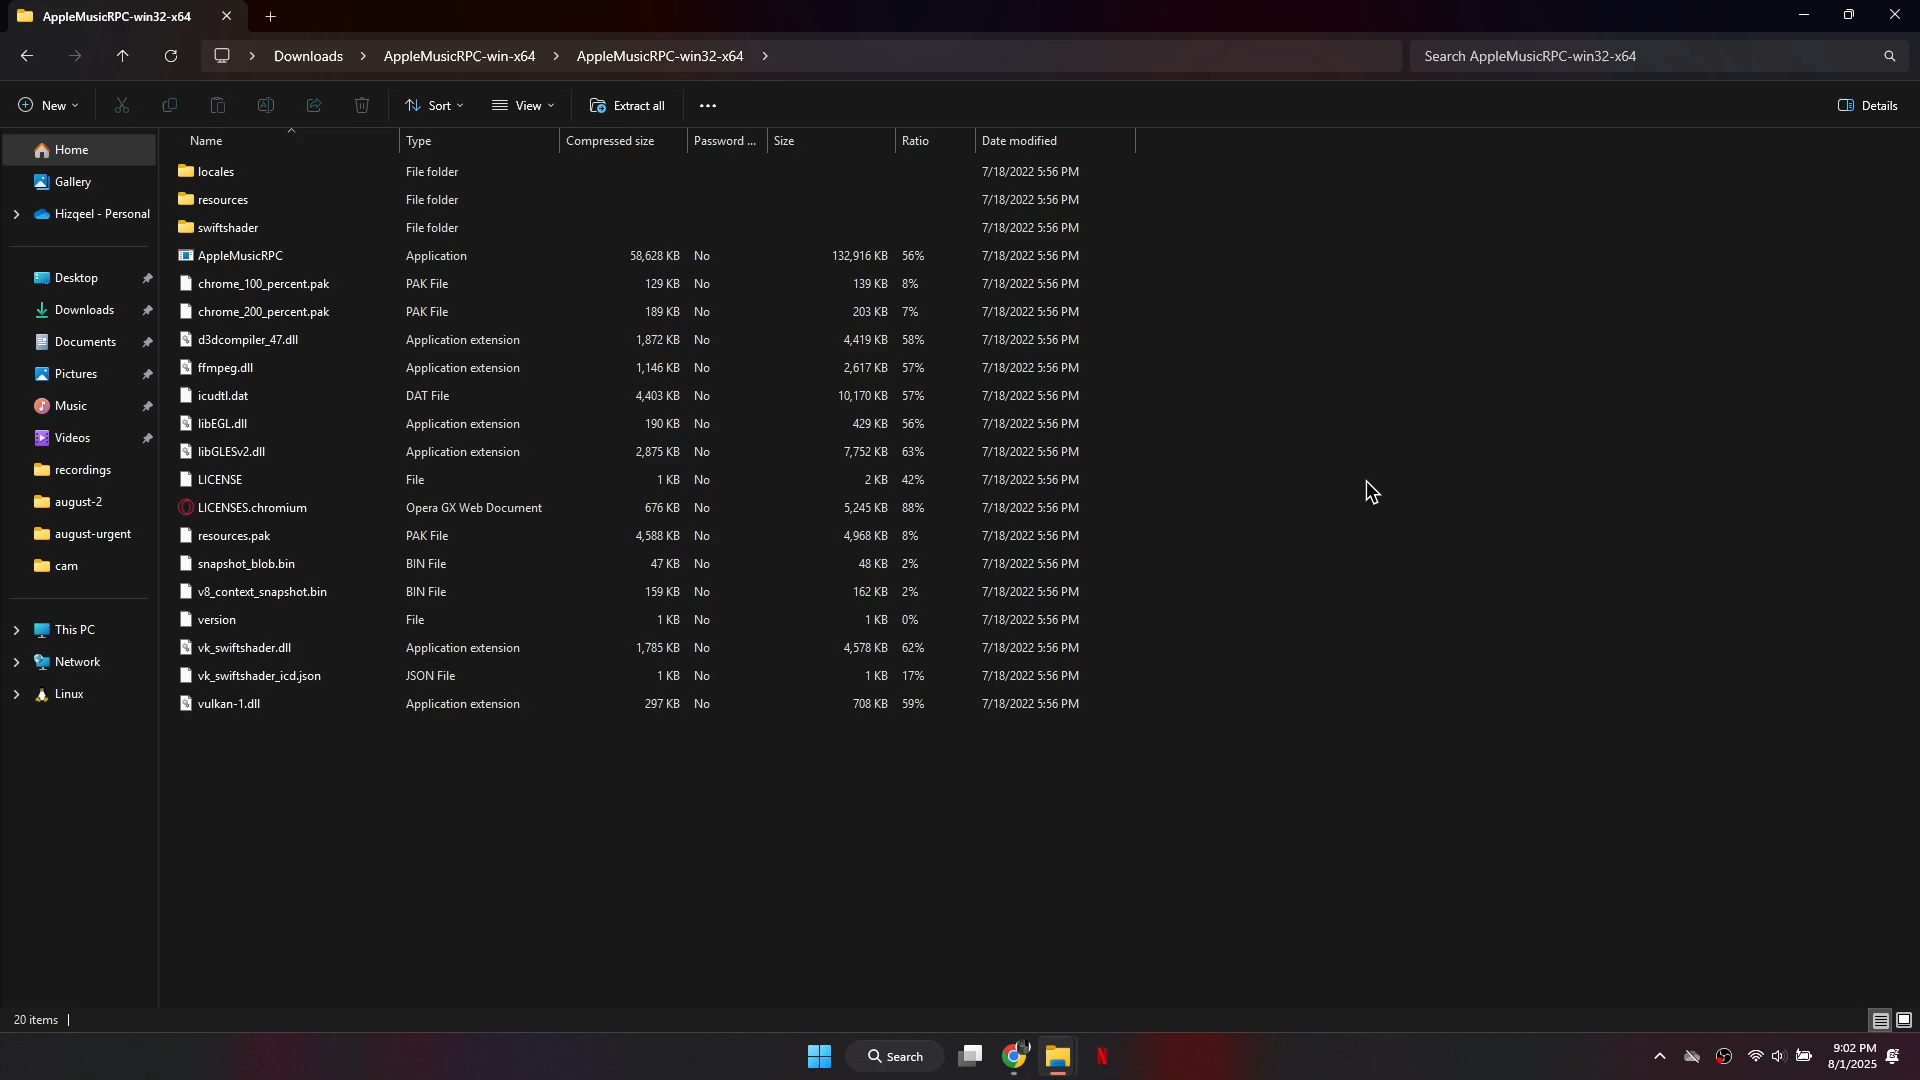 AppleMusicRPC-win32-x64
Downloads > AppleMusicRPC-win-x64 > AppleMusicRPC-win32-x64 >
Search AppleMusicRPC-win32-x64
New Sort View Extract all ... Details
Name Type Compressed size Password ... Size Ratio Date modified
Home
Gallery
Hizqeel - Personal
Desktop
Downloads
Documents
Pictures
Music
Videos
recordings
august-2
august-urgent
cam
This PC
Network
Linux
locales File folder 7/18/2022 5:56 PM
resources File folder 7/18/2022 5:56 PM
swiftshader File folder 7/18/2022 5:56 PM
AppleMusicRPC Application 58,628 KB No 132,916 KB 56% 7/18/2022 5:56 PM
chrome_100_percent.pak PAK File 129 KB No 139 KB 8% 7/18/2022 5:56 PM
chrome_200_percent.pak PAK File 189 KB No 203 KB 7% 7/18/2022 5:56 PM
d3dcompiler_47.dll Application extension 1,872 KB No 4,419 KB 58% 7/18/2022 5:56 PM
ffmpeg.dll Application extension 1,146 KB No 2,617 KB 57% 7/18/2022 5:56 PM
icudtl.dat DAT File 4,403 KB No 10,170 KB 57% 7/18/2022 5:56 PM
libEGL.dll Application extension 190 KB No 429 KB 56% 7/18/2022 5:56 PM
libGLESv2.dll Application extension 2,875 KB No 7,752 KB 63% 7/18/2022 5:56 PM
LICENSE File 1 KB No 2 KB 42% 7/18/2022 5:56 PM
LICENSES.chromium Opera GX Web Document 676 KB No 5,245 KB 88% 7/18/2022 5:56 PM
resources.pak PAK File 4,588 KB No 4,968 KB 8% 7/18/2022 5:56 PM
snapshot_blob.bin BIN File 47 KB No 48 KB 2% 7/18/2022 5:56 PM
v8_context_snapshot.bin BIN File 159 KB No 162 KB 2% 7/18/2022 5:56 PM
version File 1 KB No 1 KB 0% 7/18/2022 5:56 PM
vk_swiftshader.dll Application extension 1,785 KB No 4,578 KB 62% 7/18/2022 5:56 PM
vk_swiftshader_icd.json JSON File 1 KB No 1 KB 17% 7/18/2022 5:56 PM
vulkan-1.dll Application extension 297 KB No 708 KB 59% 7/18/2022 5:56 PM
20 items
Search
9:02 PM
8/1/2025